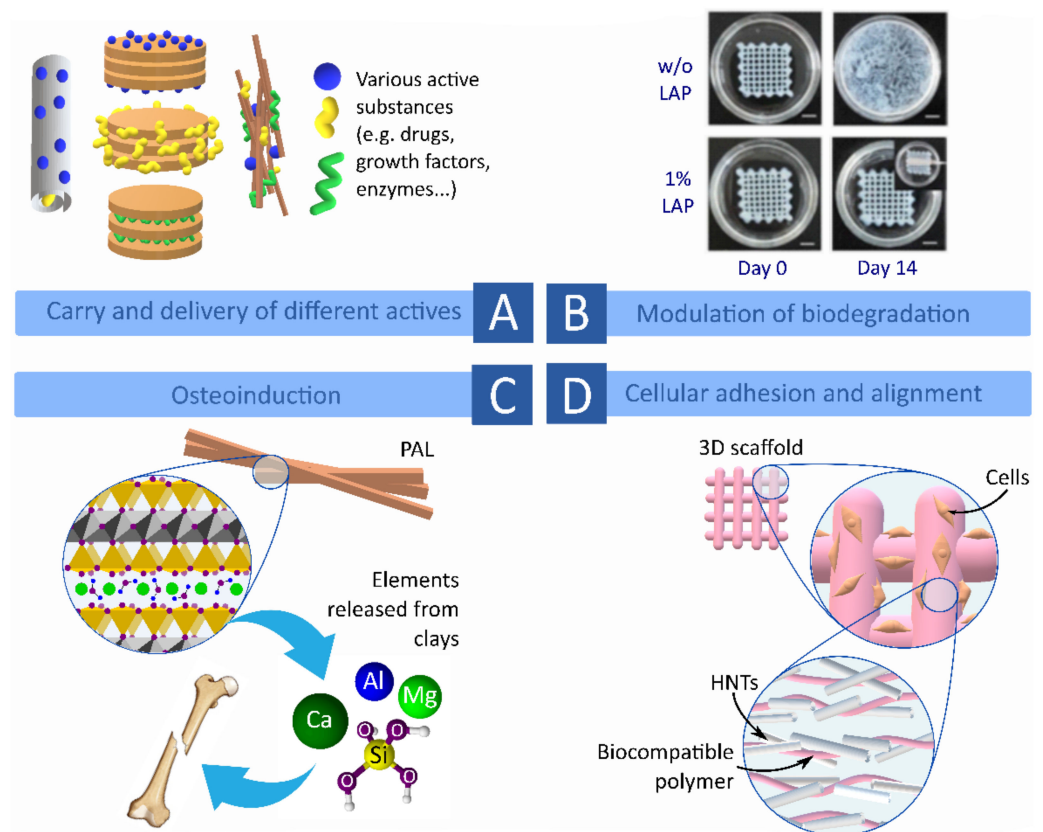 Various active
substances
(e.g. drugs,
growth factors,
enzymes...)
w/o
LAP
1%
LAP
Day 0
Day 14
Carry and delivery of different actives
A
B
Modulation of biodegradation
Osteoinduction
C
D
Cellular adhesion and alignment
PAL
Elements
released from
clays
Al
Mg
Ca
Si
O
O
O
O
3D scaffold
Cells
HNTs
Biocompatible
polymer